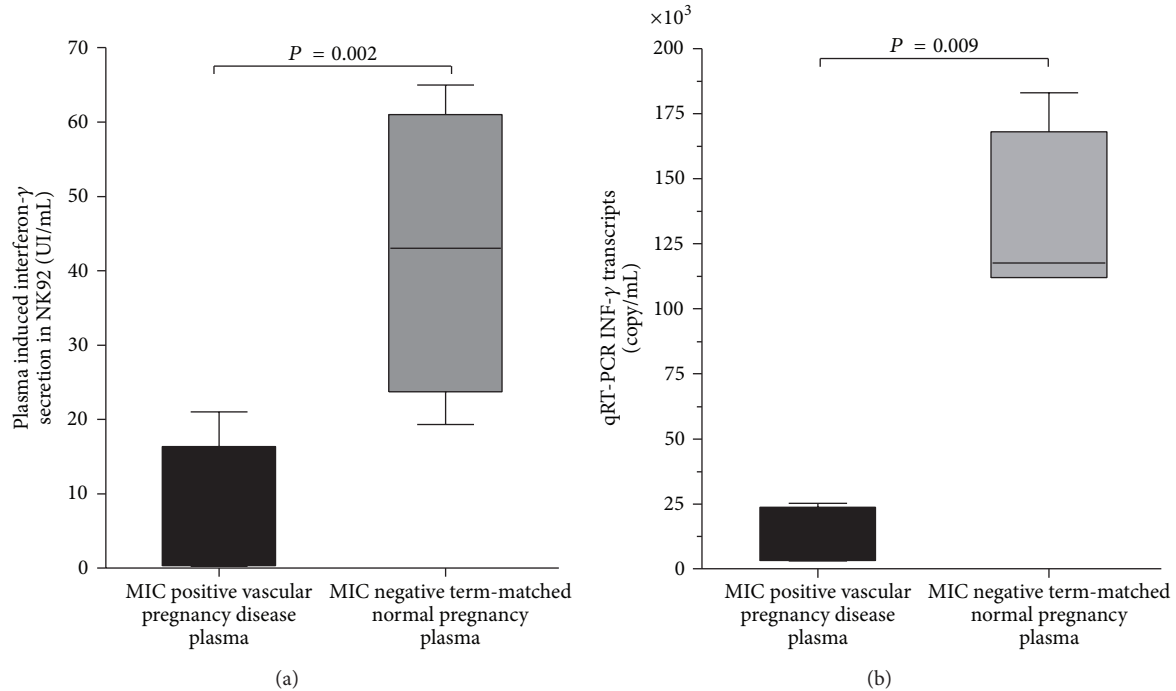 Plasma induced interferon-γ
secretion in NK92 (UI/mL)
70
60
50
40
30
20
10
0
P = 0.002
MIC positive vascular
pregnancy disease
plasma
MIC negative term-matched
normal pregnancy
plasma
(a)
qRT-PCR INF-γ transcripts
(copy/mL)
×10³
200
175
150
125
100
75
50
25
0
P = 0.009
MIC positive vascular
pregnancy disease
plasma
MIC negative term-matched
normal pregnancy
plasma
(b)